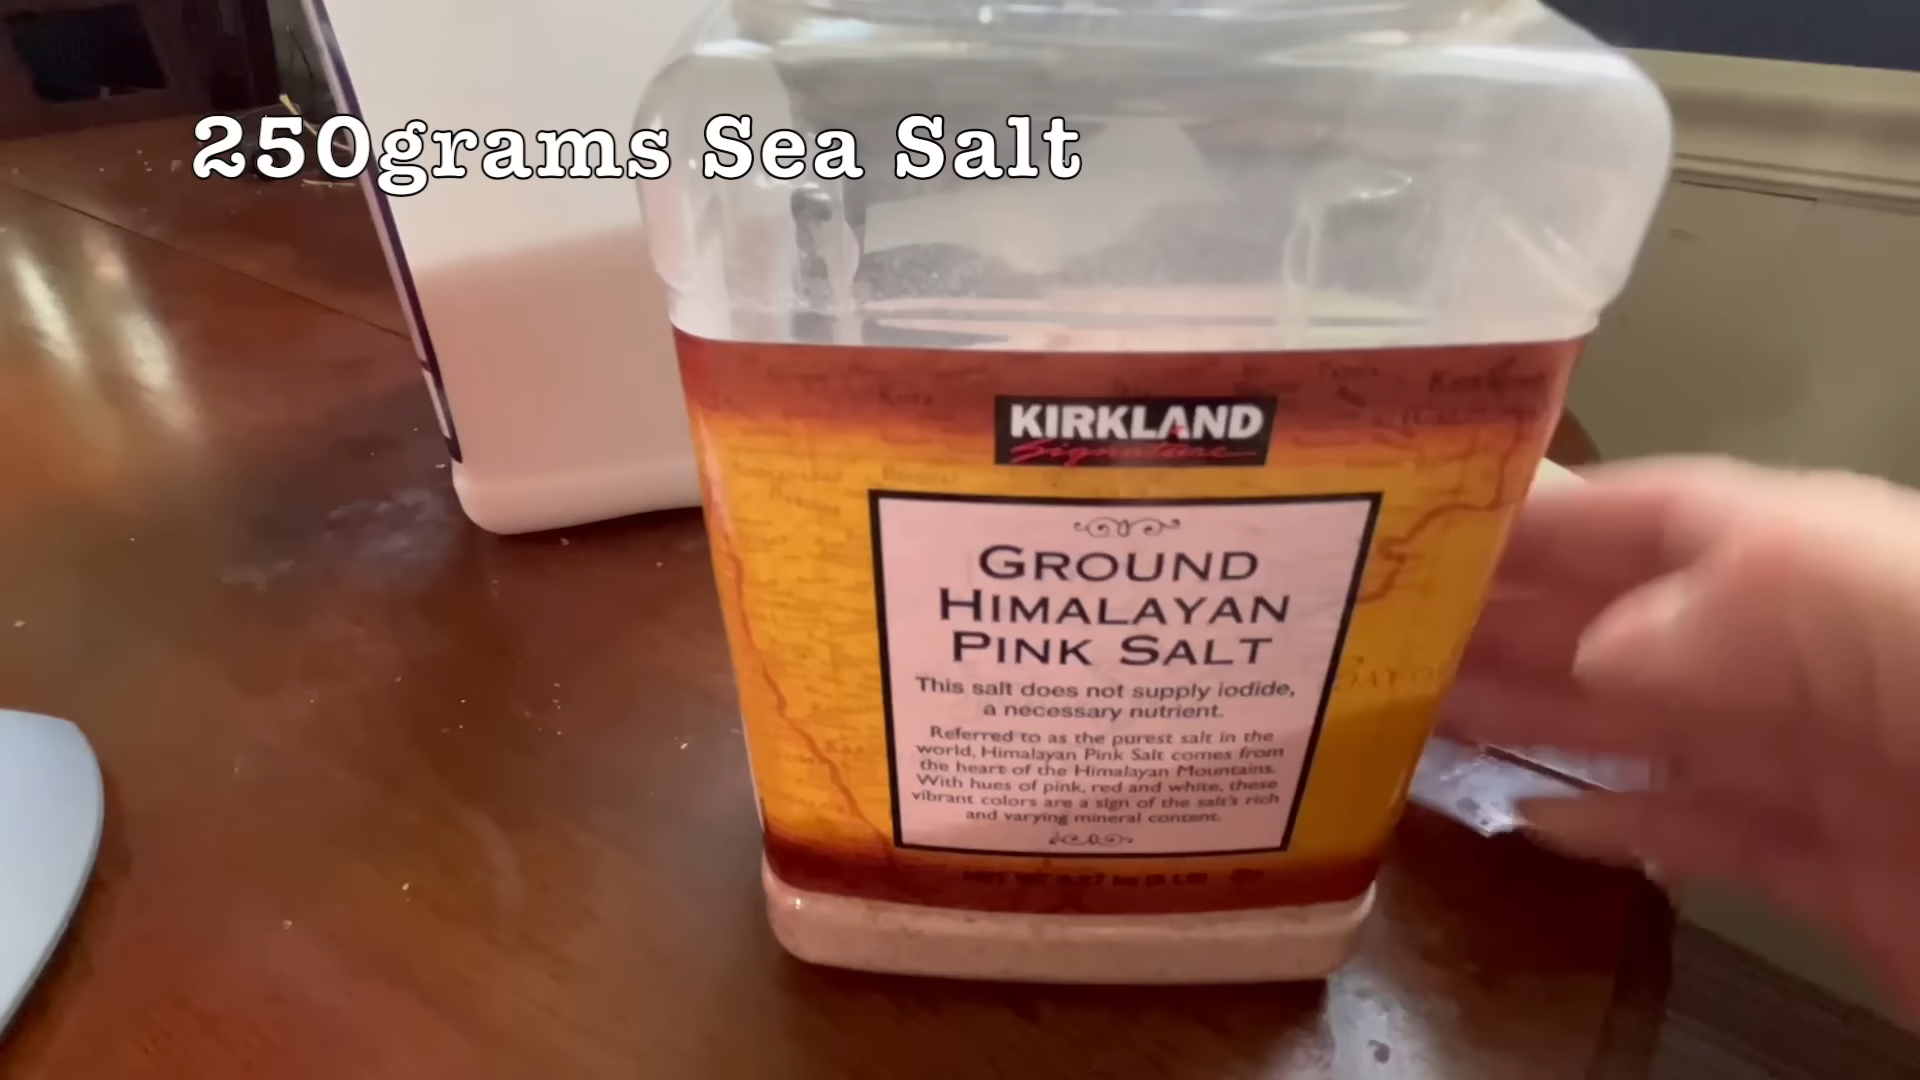 250grams Sea Salt
KIRKLAND
Signature
GROUND
HIMALAYAN
PINK SALT
This salt does not supply iodide,
a necessary nutrient.
Referred to as the purest salt in the
world, Himalayan Pink Salt comes from
the heart of the Himalayan Mountains.
With hues of pink, red and white, these
vibrant colors are a sign of the salt's rich
and varying mineral content.